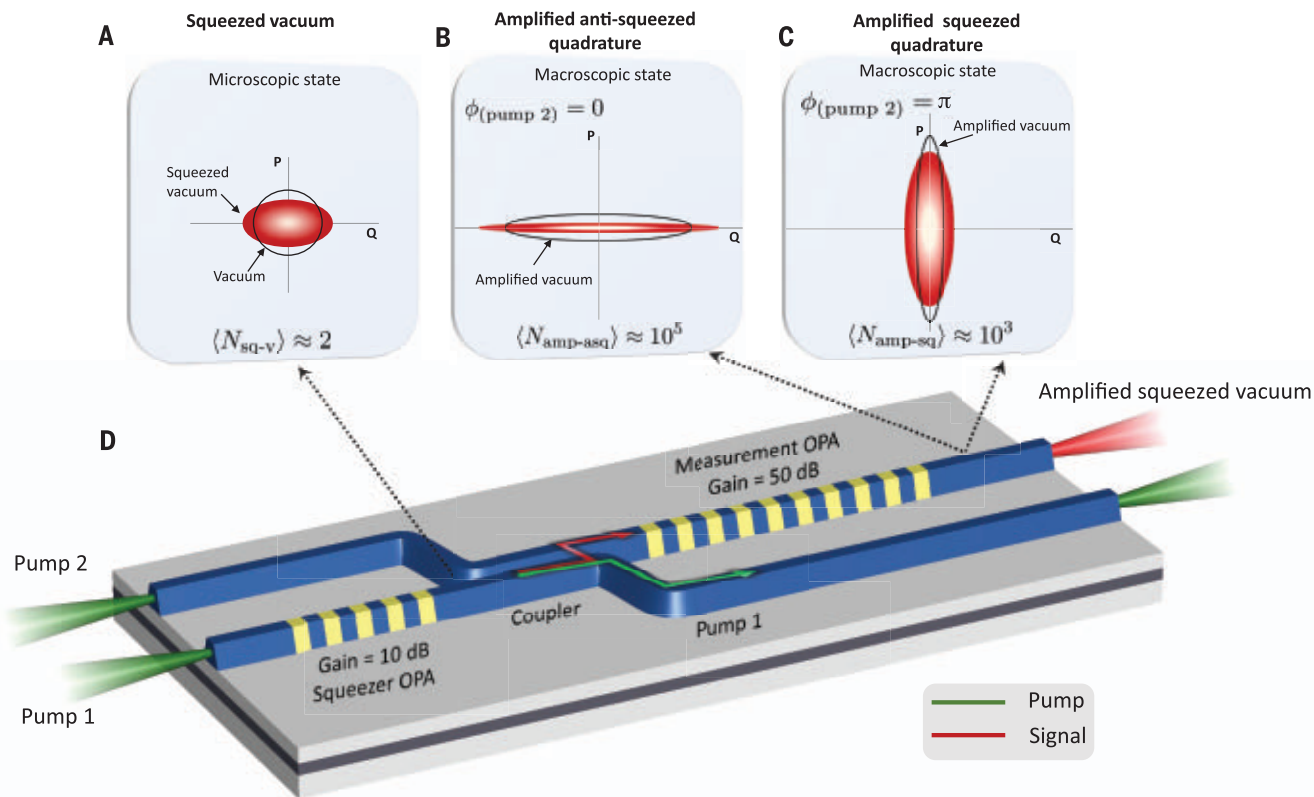 A
Squeezed vacuum
Microscopic state
P
Squeezed
vacuum
Q
Vacuum
⟨N_sq-v⟩ ≈ 2
B
Amplified anti-squeezed
quadrature
Macroscopic state
ϕ_(pump 2) = 0
P
Q
Amplified vacuum
⟨N_amp-asq⟩ ≈ 10^5
C
Amplified squeezed
quadrature
Macroscopic state
ϕ_(pump 2) = π
P
Amplified vacuum
Q
⟨N_amp-sq⟩ ≈ 10^3
D
Amplified squeezed vacuum
Measurement OPA
Gain = 50 dB
Pump 2
Coupler
Pump 1
Gain = 10 dB
Squeezer OPA
Pump 1
Pump
Signal